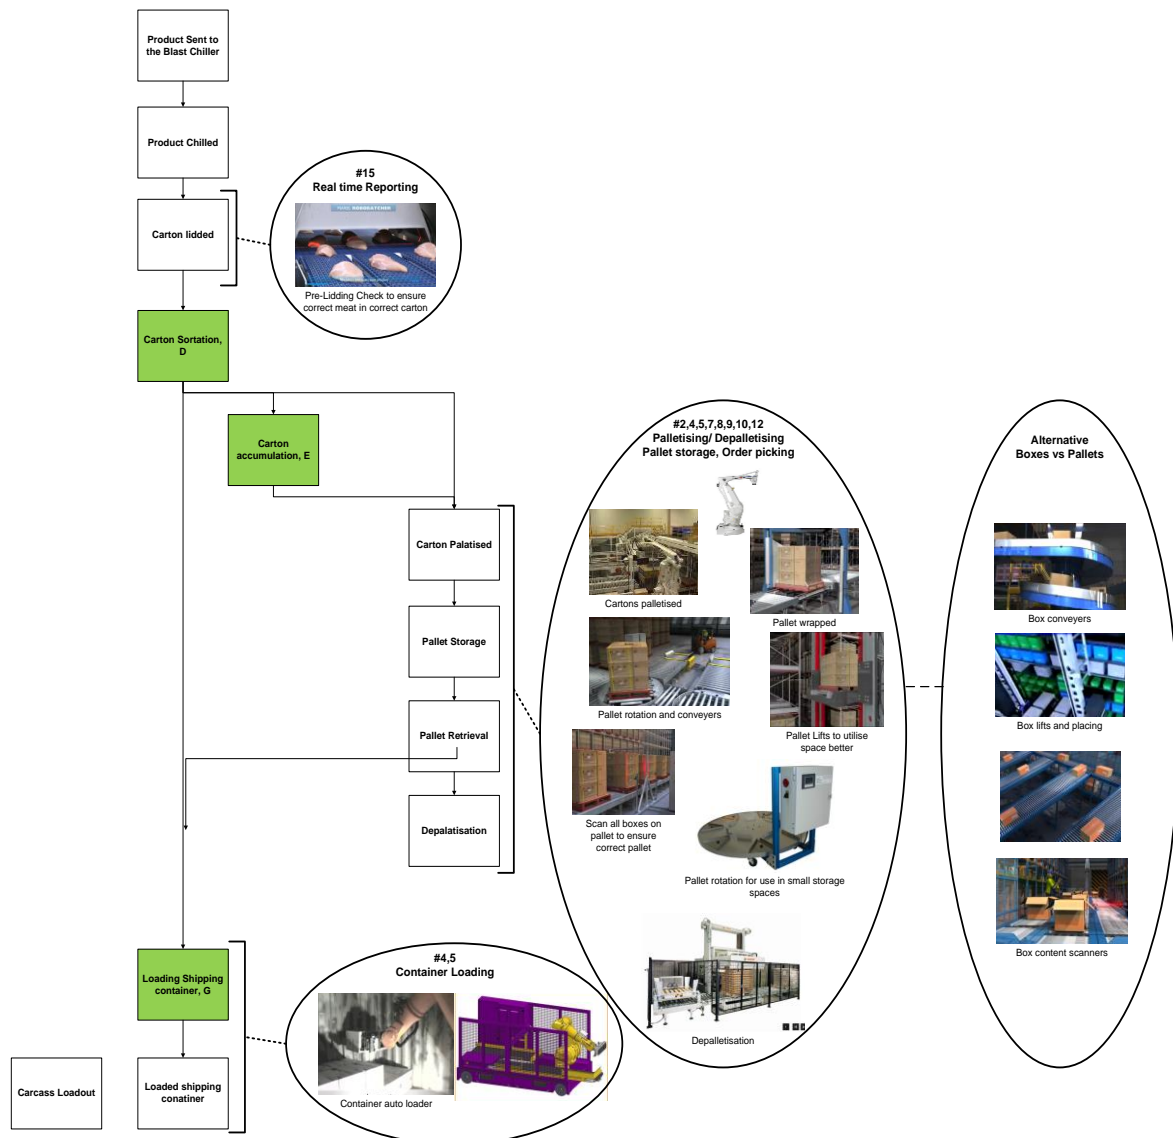 Product Sent to
the Blast Chiller
Product Chilled
Carton lidded
#15
Real time Reporting
Pre-Lidding Check to ensure
correct meat in correct carton
Carton Sortation,
D
Carton
accumulation, E
Carton Palatised
Pallet Storage
Pallet Retrieval
Depalatisation
#2,4,5,7,8,9,10,12
Palletising/ Depalletising
Pallet storage, Order picking
Cartons palletised
Pallet wrapped
Pallet rotation and conveyers
Pallet Lifts to utilise
space better
Scan all boxes on
pallet to ensure
correct pallet
Pallet rotation for use in small storage
spaces
Depalletisation
Alternative
Boxes vs Pallets
Box conveyers
Box lifts and placing
Box content scanners
Loading Shipping
container, G
Loaded shipping
conatiner
Carcass Loadout
#4,5
Container Loading
Container auto loader